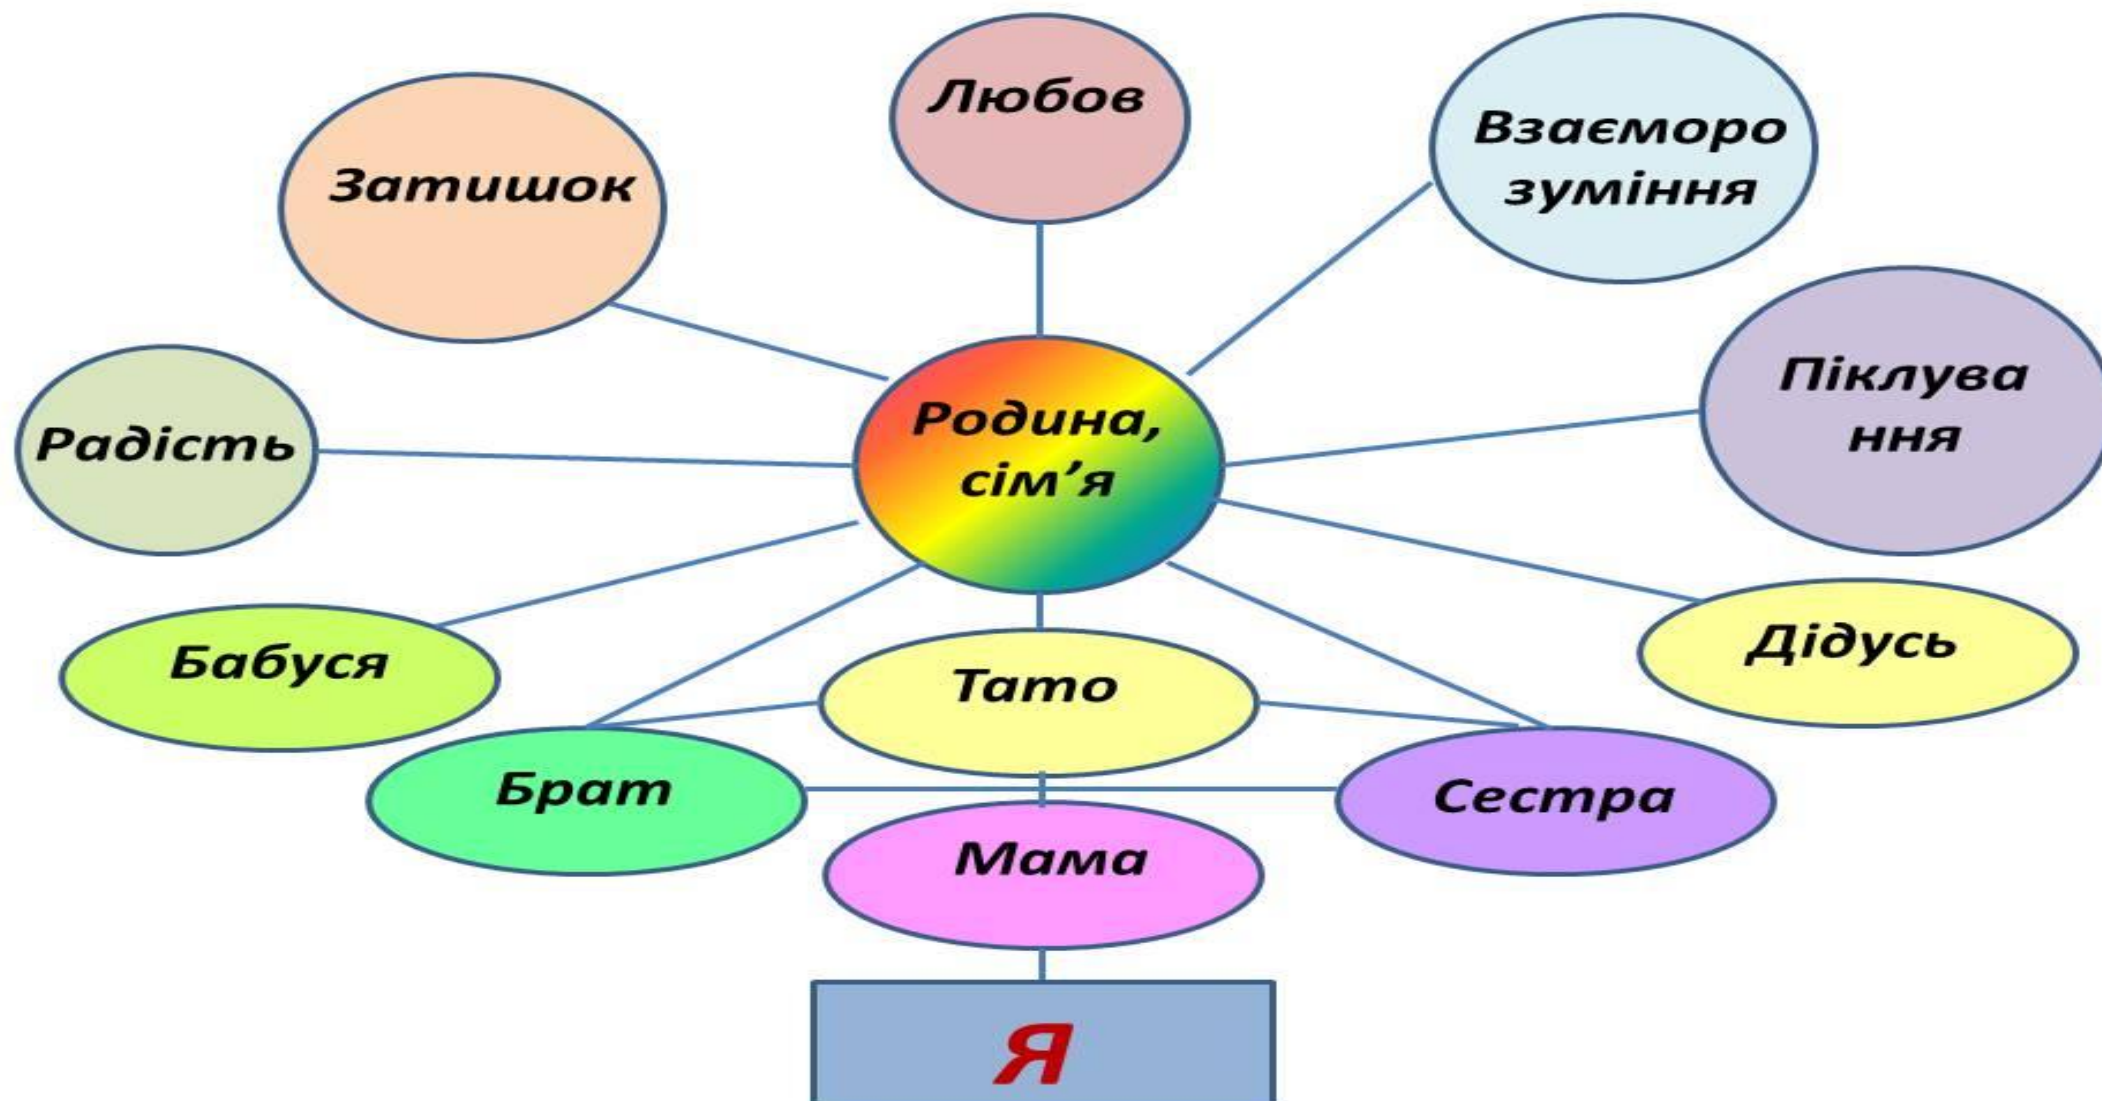 Любов
Затишок
Взаєморо
зуміння
Піклува
ння
Радість
Родина,
сім’я
Бабуся
Дідусь
Тато
Брат
Сестра
Мама
Я